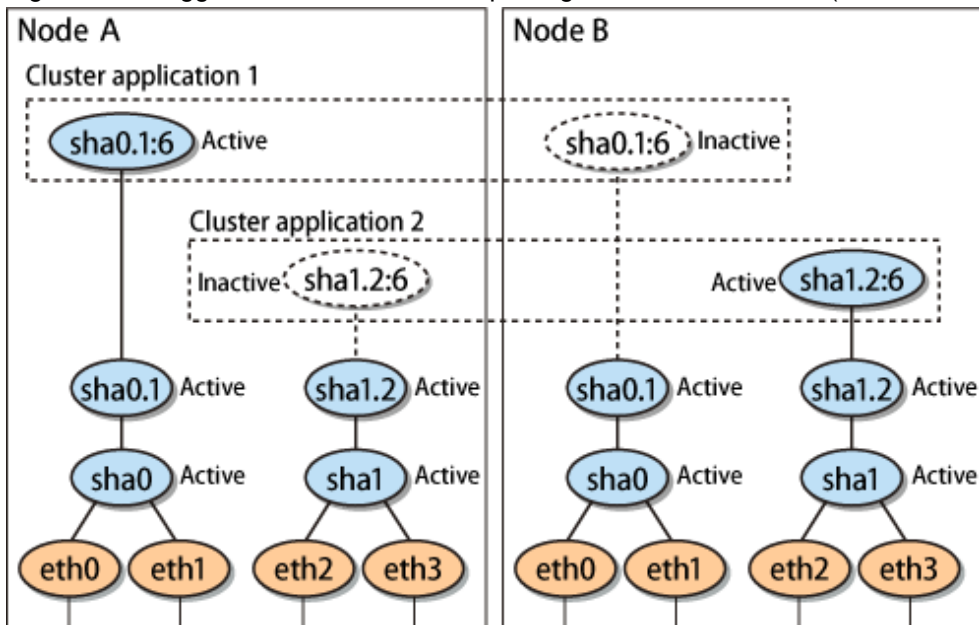 Node A
Node B
Cluster application 1
sha0.1:6 Active
sha0.1:6 Inactive
Cluster application 2
Inactive sha1.2:6
Active sha1.2:6
sha0.1 Active
sha1.2 Active
sha0.1 Active
sha1.2 Active
sha0 Active
sha1 Active
sha0 Active
sha1 Active
eth0 eth1 eth2 eth3
eth0 eth1 eth2 eth3